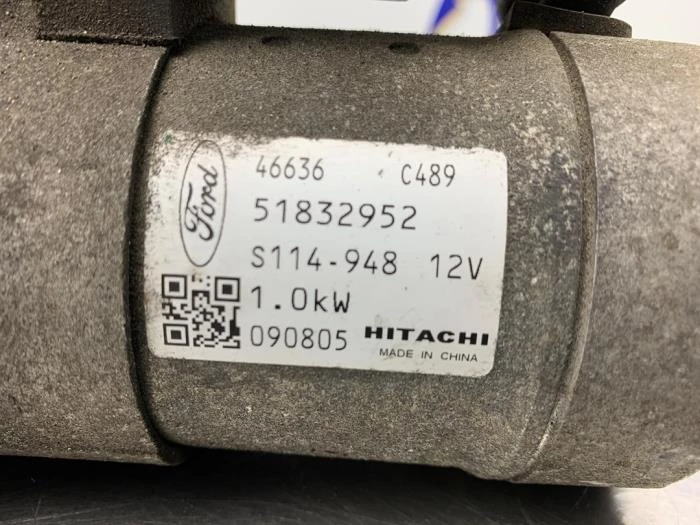 Ford
46636 C489
51832952
S114-948 12V
1.0kW
090805 HITACHI
MADE IN CHINA